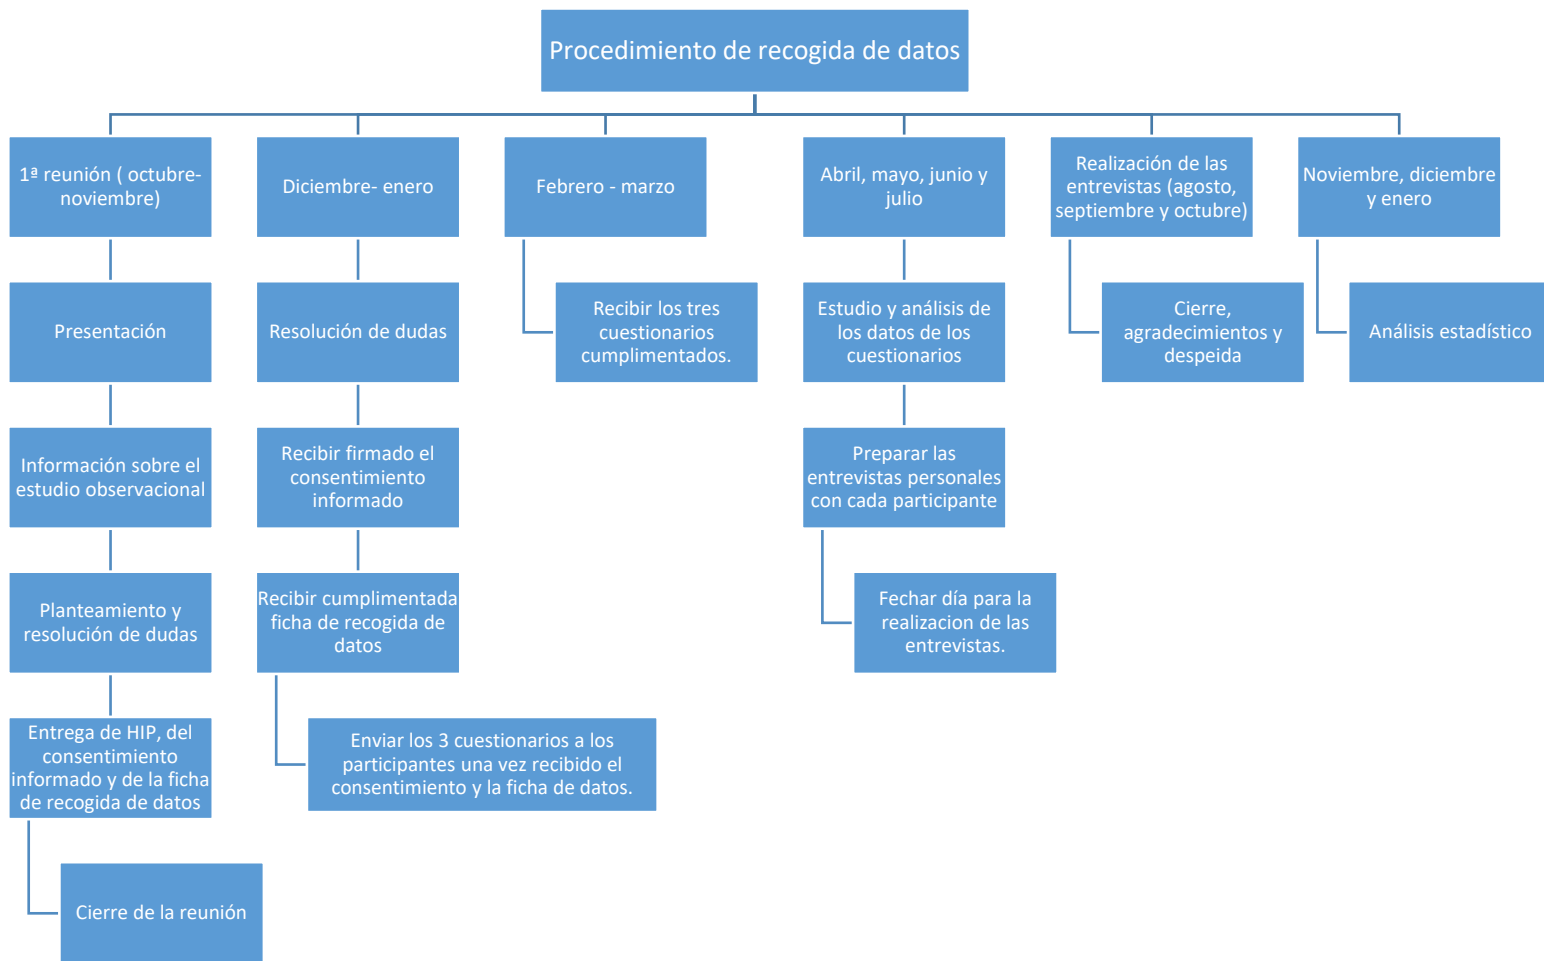 Procedimiento de recogida de datos
1ª reunión ( octubre-
noviembre)
Presentación
Información sobre el
estudio observacional
Planteamiento y
resolución de dudas
Entrega de HIP, del
consentimiento
informado y de la ficha
de recogida de datos
Cierre de la reunión
Diciembre- enero
Resolución de dudas
Recibir firmado el
consentimiento
informado
Recibir cumplimentada
ficha de recogida de
datos
Enviar los 3 cuestionarios a los
participantes una vez recibido el
consentimiento y la ficha de datos.
Febrero - marzo
Recibir los tres
cuestionarios
cumplimentados.
Abril, mayo, junio y
julio
Estudio y análisis de
los datos de los
cuestionarios
Preparar las
entrevistas personales
con cada participante
Fechar día para la
realizacion de las
entrevistas.
Realización de las
entrevistas (agosto,
septiembre y octubre)
Cierre,
agradecimientos y
despeida
Noviembre, diciembre
y enero
Análisis estadístico